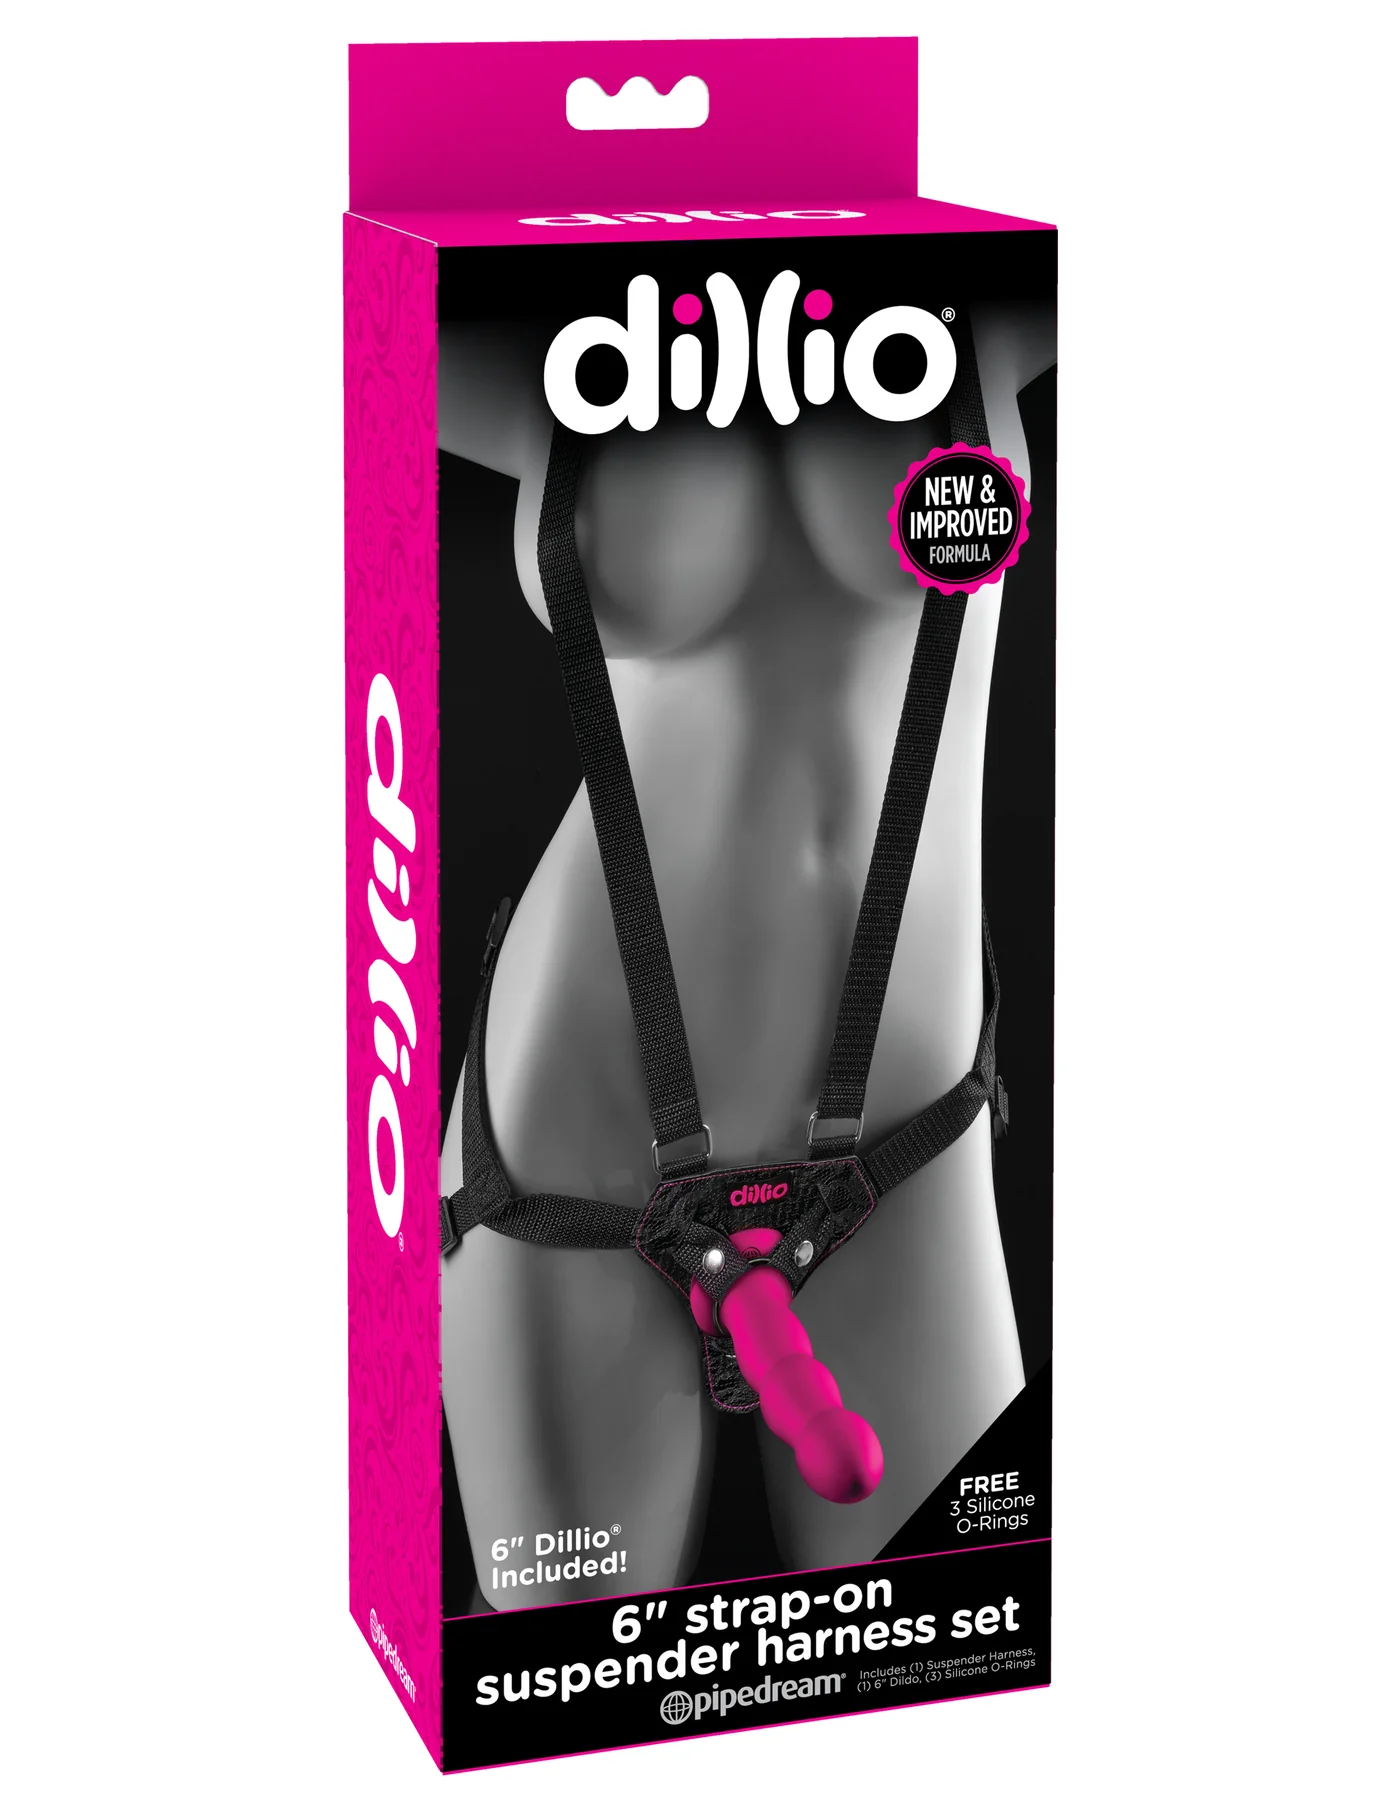 dillio
dillio®
NEW &
IMPROVED
FORMULA
dillio®
dillio
FREE
3 Silicone
O-Rings
6" Dillio®
Included!
6" strap-on
suspender harness set
pipedream®
Includes (1) Suspender Harness,
(1) 6" Dildo, (3) Silicone O-Rings
pipedream®